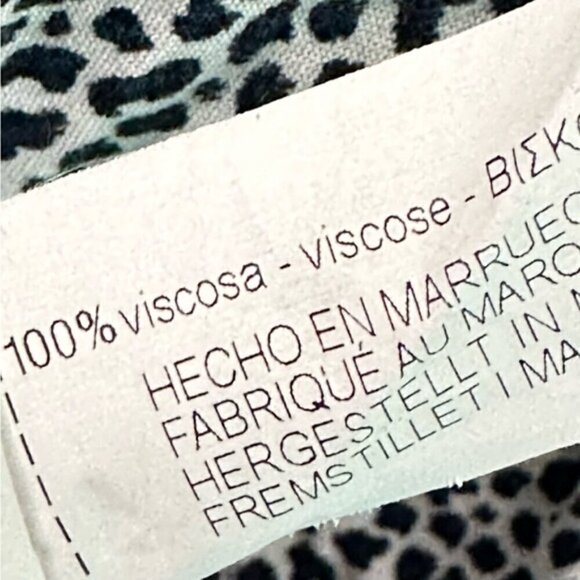 100% viscosa - viscose - ΒΙΣΚ
HECHO EN MARRUEC
FABRIQUÉ AU MARO
HERGESTELLT IN M
FREMSTILLET I MA